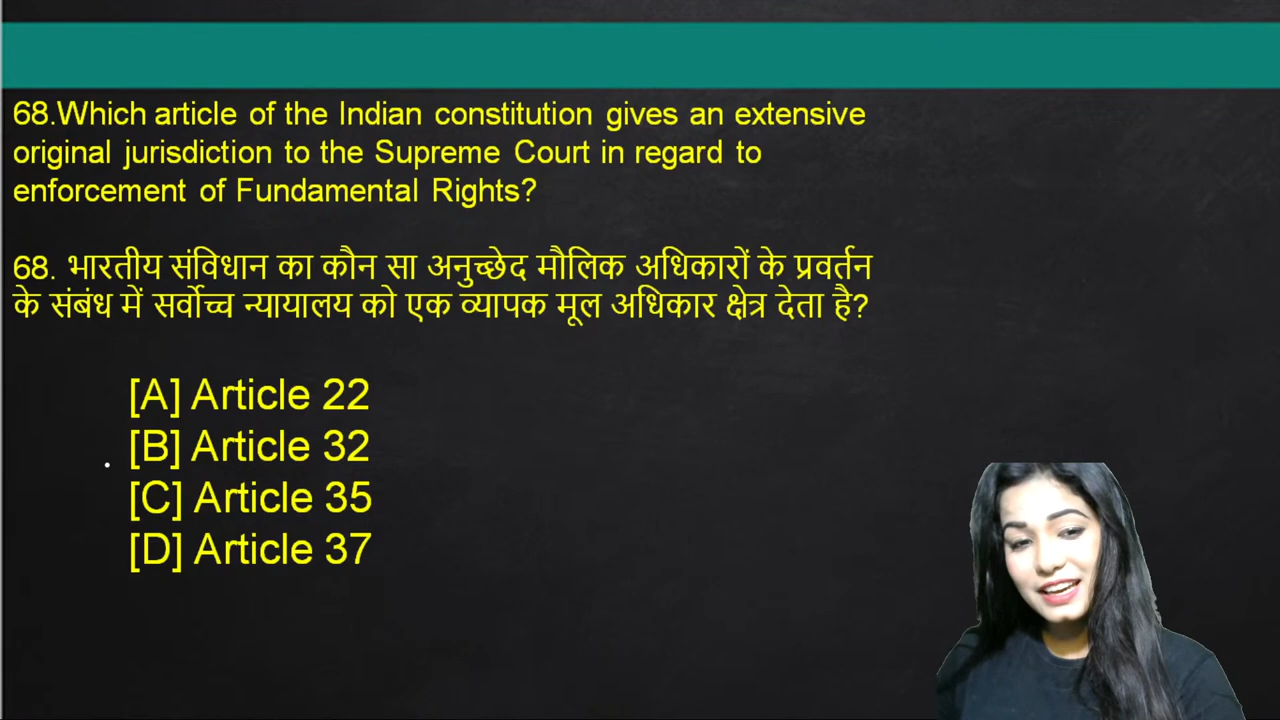 68.Which article of the Indian constitution gives an extensive
original jurisdiction to the Supreme Court in regard to
enforcement of Fundamental Rights?
68. भारतीय संविधान का कौन सा अनुच्छेद मौलिक अधिकारों के प्रवर्तन
के संबंध में सर्वोच्च न्यायालय को एक व्यापक मूल अधिकार क्षेत्र देता है?
[A] Article 22
[B] Article 32
[C] Article 35
[D] Article 37